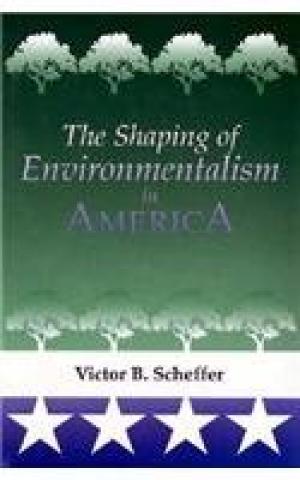 The Shaping of
Environmentalism
in
AMERICA
Victor B. Scheffer